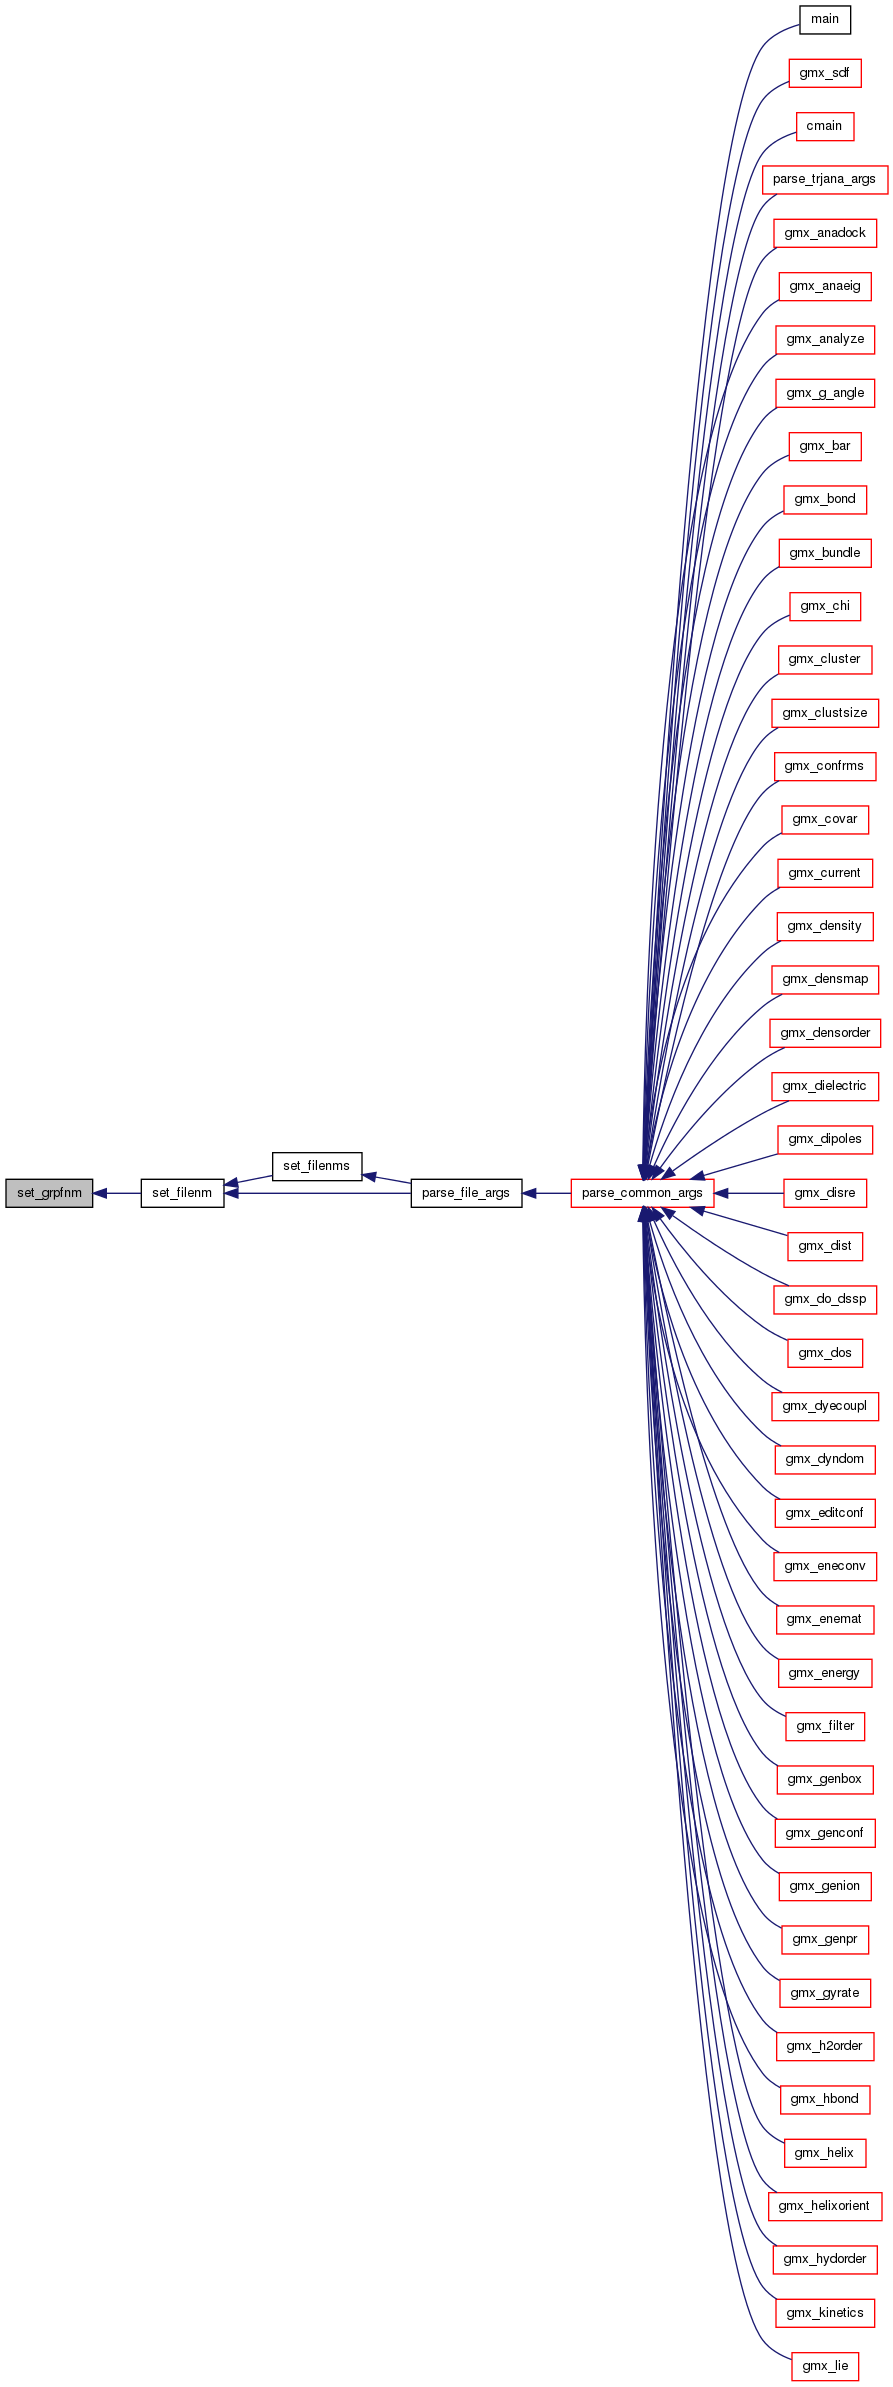 main
gmx_sdf
cmain
parse_trjana_args
gmx_anadock
gmx_anaeig
gmx_analyze
gmx_g_angle
gmx_bar
gmx_bond
gmx_bundle
gmx_chi
gmx_cluster
gmx_clustsize
gmx_confrms
gmx_covar
gmx_current
gmx_density
gmx_densmap
gmx_densorder
gmx_dielectric
gmx_dipoles
set_filenms
set_grpfnm
set_filenm
parse_file_args
parse_common_args
gmx_disre
gmx_dist
gmx_do_dssp
gmx_dos
gmx_dyecoupl
gmx_dyndom
gmx_editconf
gmx_eneconv
gmx_enemat
gmx_energy
gmx_filter
gmx_genbox
gmx_genconf
gmx_genion
gmx_genpr
gmx_gyrate
gmx_h2order
gmx_hbond
gmx_helix
gmx_helixorient
gmx_hydorder
gmx_kinetics
gmx_lie